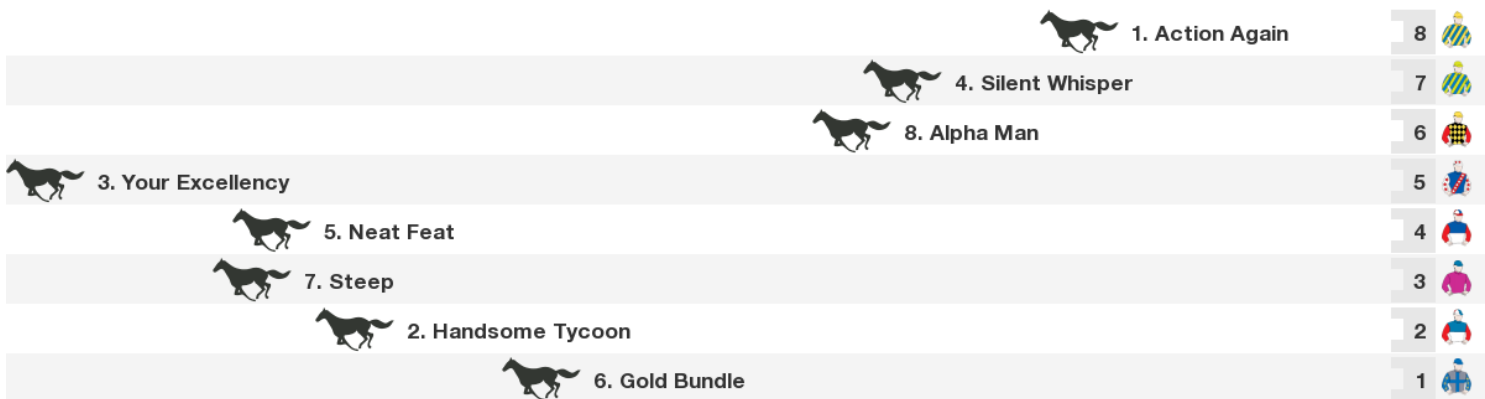 1. Action Again 8
4. Silent Whisper 7
8. Alpha Man 6
3. Your Excellency 5
5. Neat Feat 4
7. Steep 3
2. Handsome Tycoon 2
6. Gold Bundle 1